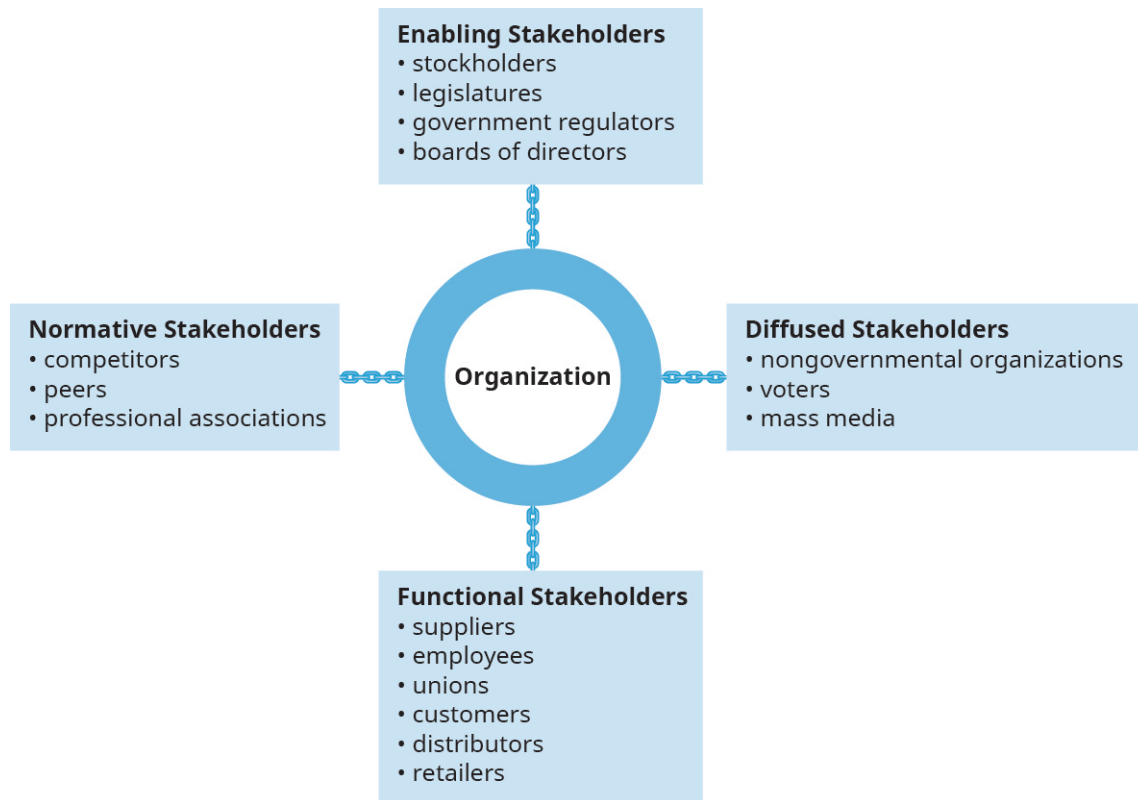 Enabling Stakeholders
• stockholders
• legislatures
• government regulators
• boards of directors
Normative Stakeholders
• competitors
• peers
• professional associations
Organization
Diffused Stakeholders
• nongovernmental organizations
• voters
• mass media
Functional Stakeholders
• suppliers
• employees
• unions
• customers
• distributors
• retailers